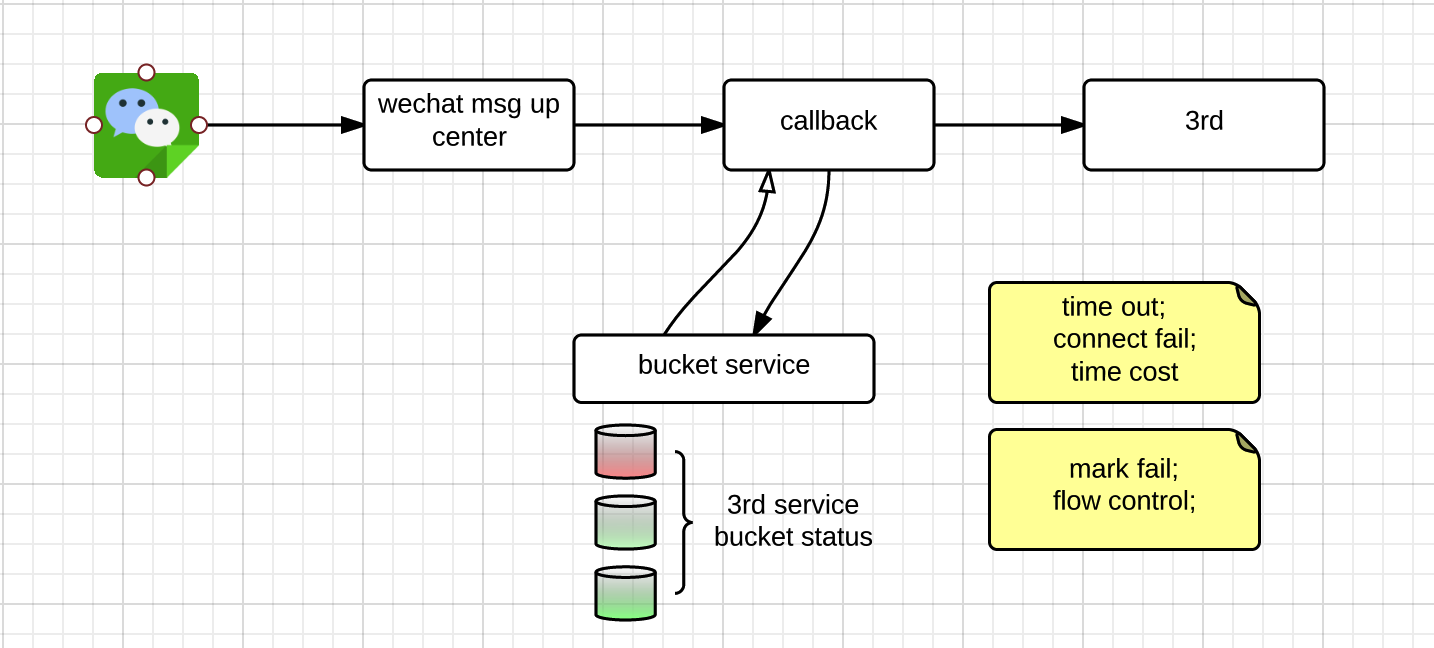 wechat msg up
center
callback
3rd
bucket service
time out;
connect fail;
time cost
mark fail;
flow control;
3rd service
bucket status